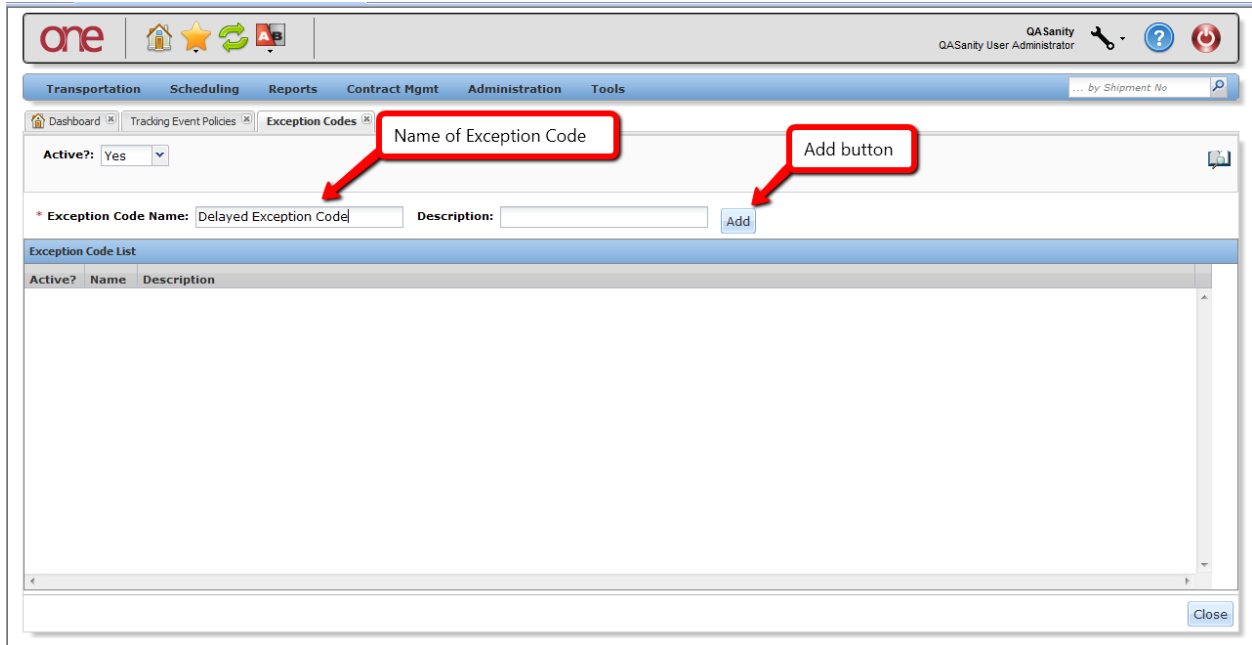 one
AB
QASanity
QASanity User Administrator
?
Transportation Scheduling Reports Contract Mgmt Administration Tools
... by Shipment No
Dashboard Tracking Event Policies Exception Codes
Name of Exception Code
Add button
Active?: Yes
* Exception Code Name: Delayed Exception Code Description: Add
Exception Code List
Active? Name Description
Close